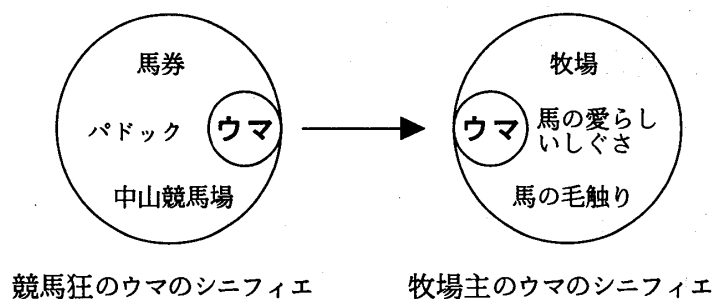 馬券
パドック
ウマ
中山競馬場
牧場
ウマ
馬の愛らし
いしぐさ
馬の毛触り
競馬狂のウマのシニフィエ
牧場主のウマのシニフィエ